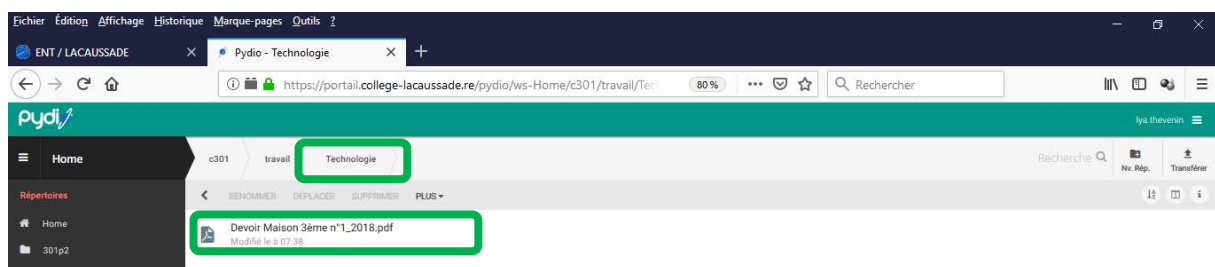 Fichier Édition Affichage Historique Marque-pages Outils ?
ENT / LACAUSSADE
Pydio - Technologie
https://portail.college-lacaussade.re/pydio/ws-Home/c301/travail/Tec
80 %
Rechercher
pydi
lya.thevenin
Home
c301 travail Technologie
Recherche
Nv. Rép. Transférer
Répertoires
RENOMMER DÉPLACER SUPPRIMER PLUS
Home
Devoir Maison 3ème n°1_2018.pdf
Modifié le à 07:38
301p2